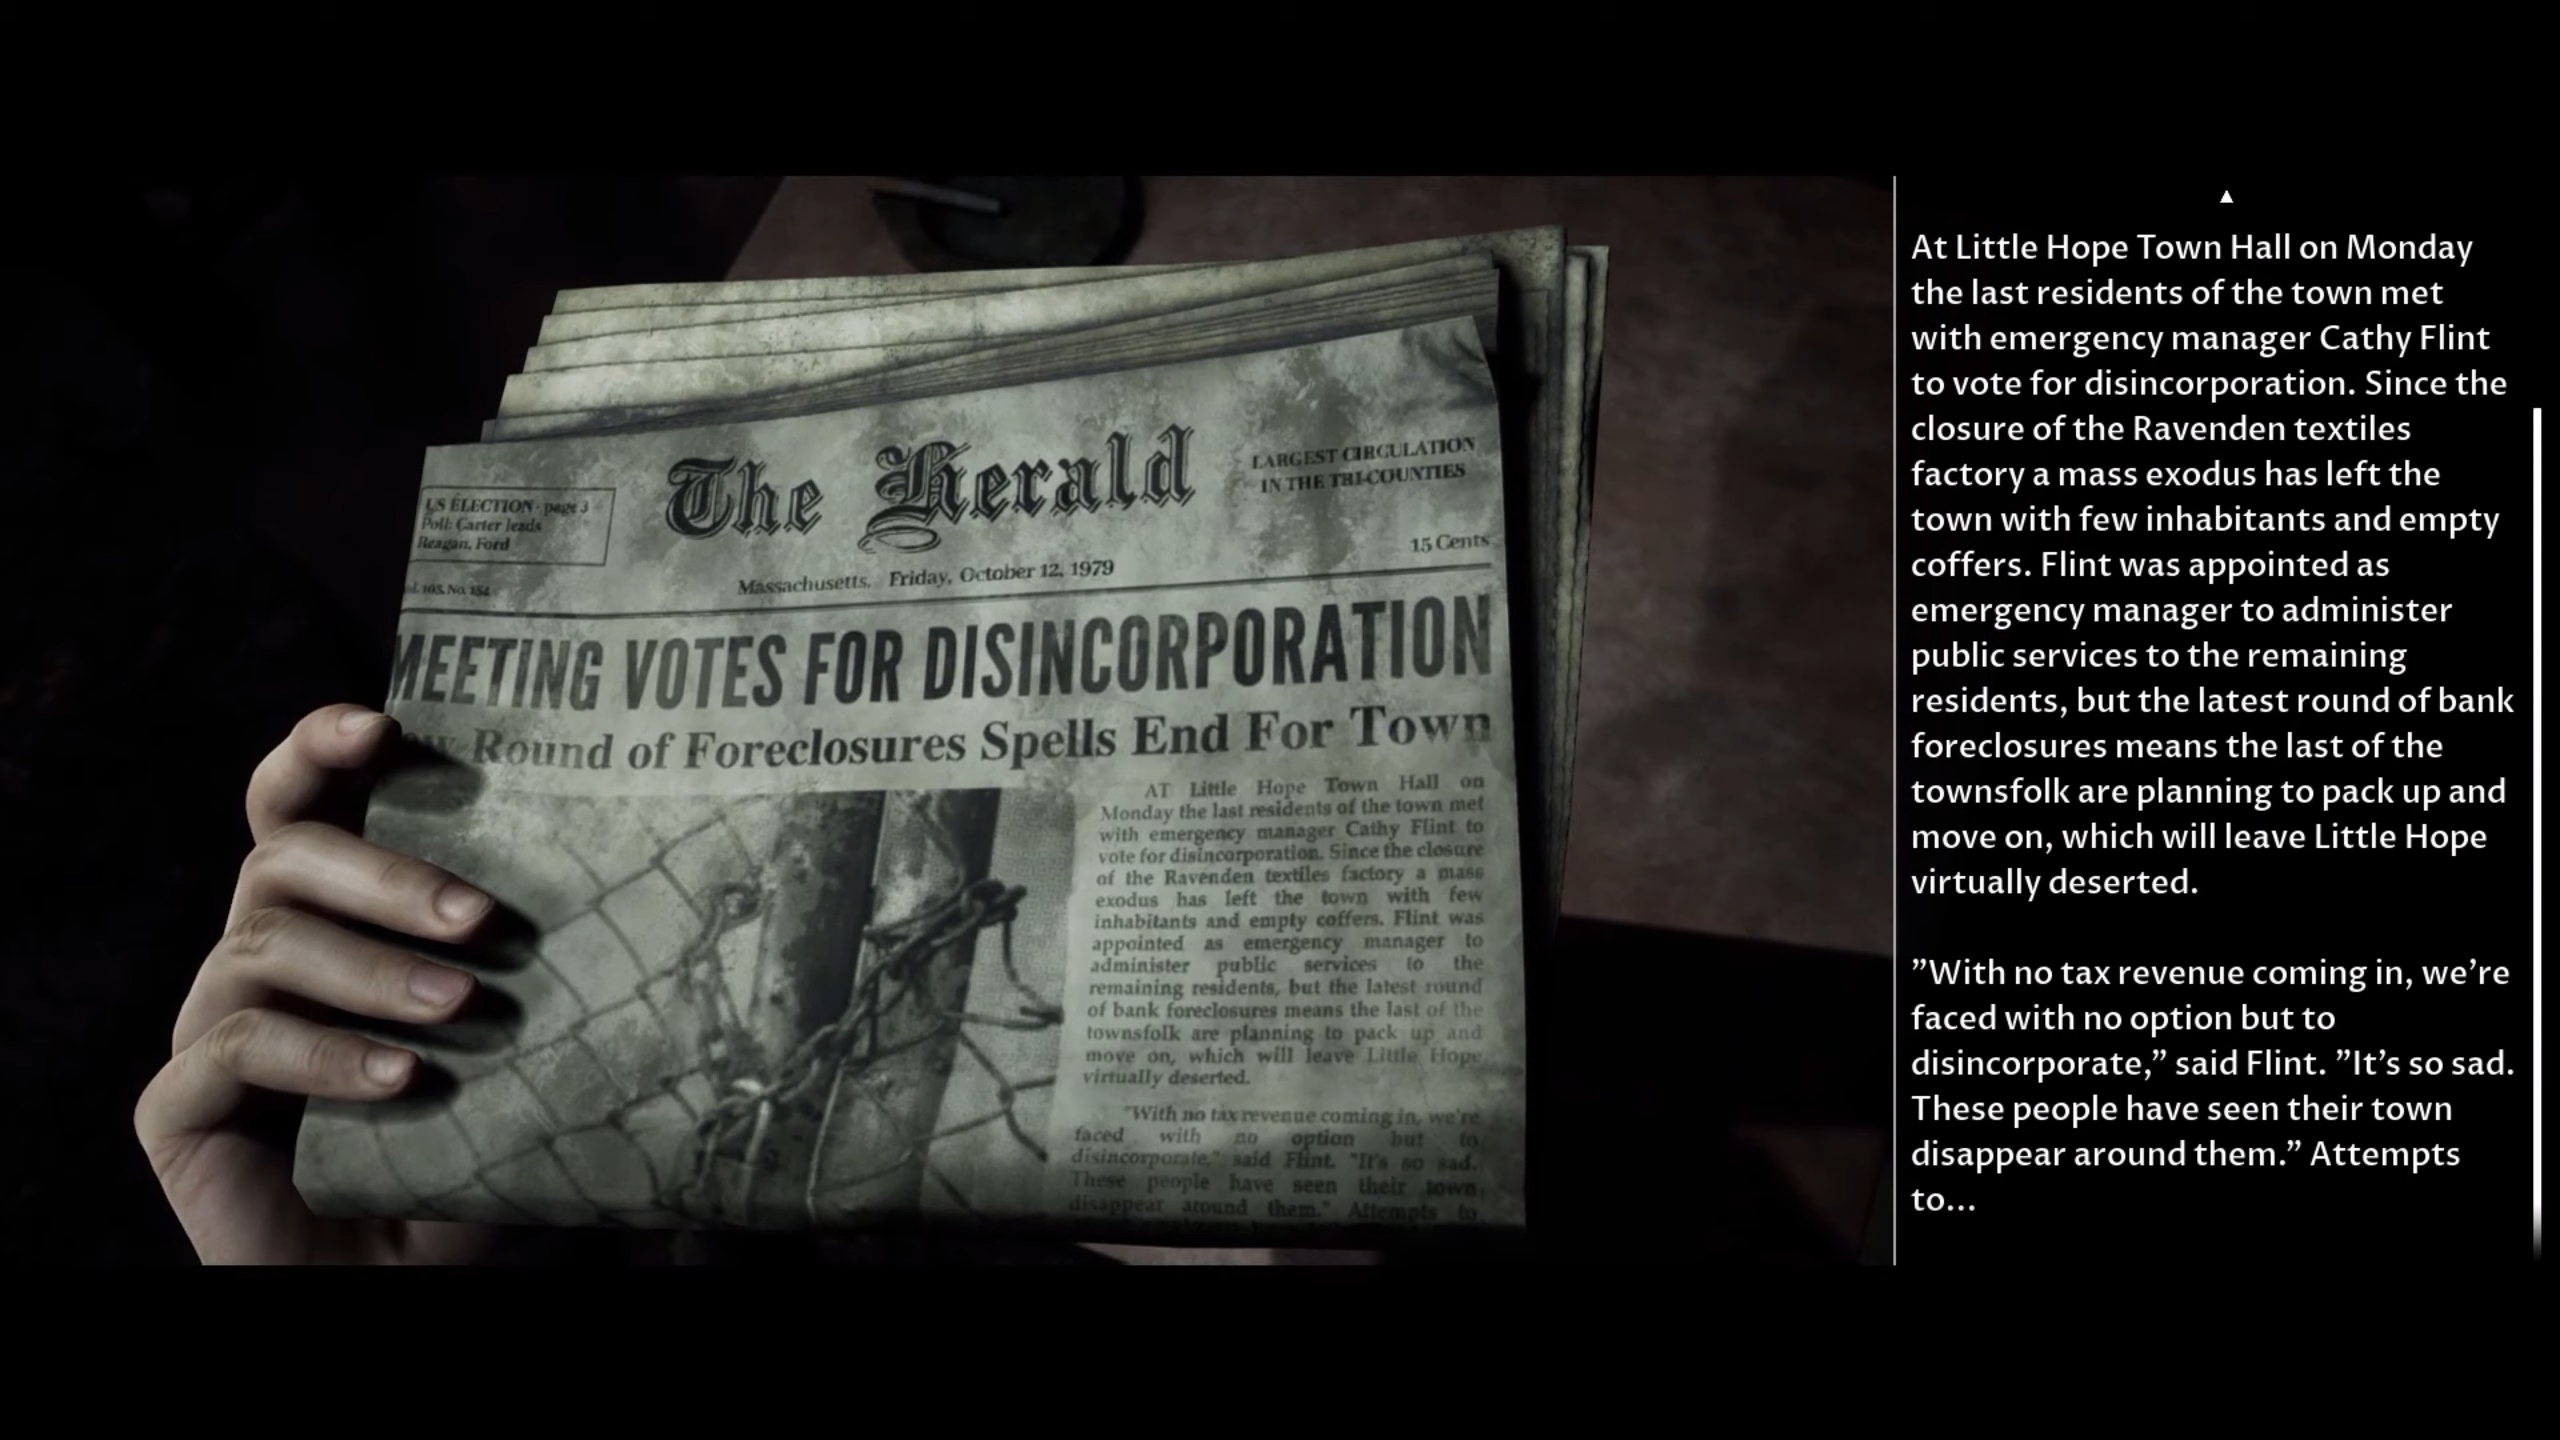 US ELECTION - page 3
Poll: Carter leads
Reagan, Ford
The Herald
LARGEST CIRCULATION
IN THE TRI-COUNTIES
15 Cents
Massachusetts. Friday, October 12, 1979
MEETING VOTES FOR DISINCORPORATION
Round of Foreclosures Spells End For Town
AT Little Hope Town Hall on
Monday the last residents of the town met
with emergency manager Cathy Flint to
vote for disincorporation. Since the closure
of the Ravenden textiles factory a mass
exodus has left the town with few
inhabitants and empty coffers. Flint was
appointed as emergency manager to
administer public services to the
remaining residents, but the latest round
of bank foreclosures means the last of the
townsfolk are planning to pack up and
move on, which will leave Little Hope
virtually deserted.
"With no tax revenue coming in, we're
faced with no option but to
disincorporate," said Flint. "It's so sad.
These people have seen their town
disappear around them." Attempts to
At Little Hope Town Hall on Monday
the last residents of the town met
with emergency manager Cathy Flint
to vote for disincorporation. Since the
closure of the Ravenden textiles
factory a mass exodus has left the
town with few inhabitants and empty
coffers. Flint was appointed as
emergency manager to administer
public services to the remaining
residents, but the latest round of bank
foreclosures means the last of the
townsfolk are planning to pack up and
move on, which will leave Little Hope
virtually deserted.
”With no tax revenue coming in, we’re
faced with no option but to
disincorporate,” said Flint. ”It’s so sad.
These people have seen their town
disappear around them.” Attempts
to...